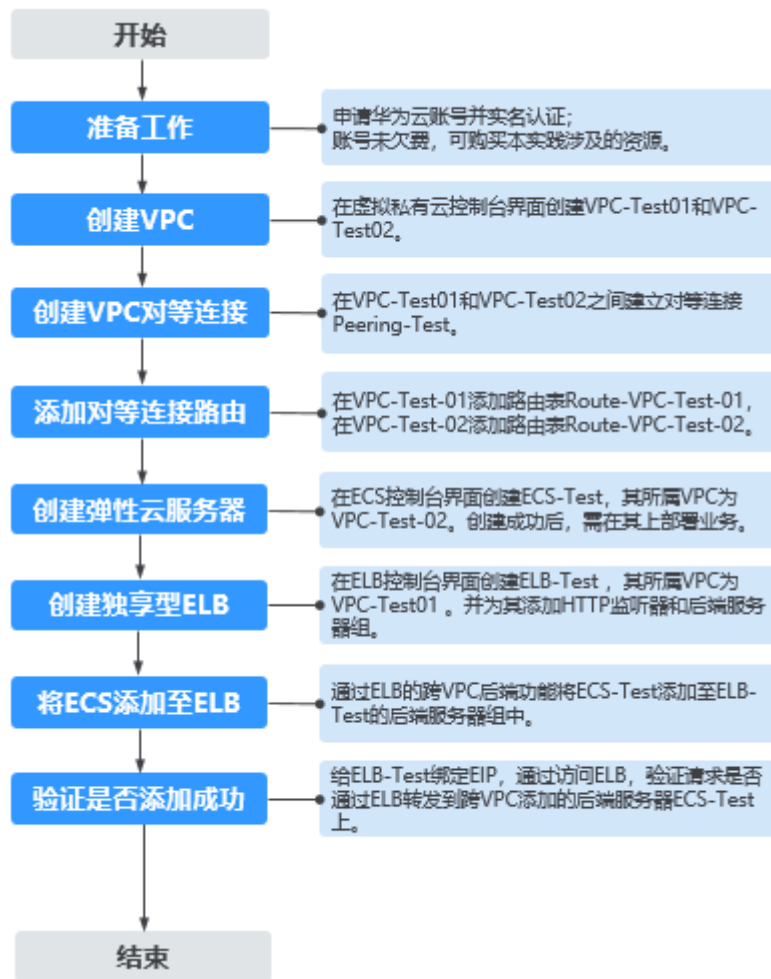 开始
准备工作
申请华为云账号并实名认证；
账号未欠费，可购买本实践涉及的资源。
创建VPC
在虚拟私有云控制台界面创建VPC-Test01和VPC-
Test02。
创建VPC对等连接
在VPC-Test01和VPC-Test02之间建立对等连接
Peering-Test。
添加对等连接路由
在VPC-Test-01添加路由表Route-VPC-Test-01，
在VPC-Test-02添加路由表Route-VPC-Test-02。
创建弹性云服务器
在ECS控制台界面创建ECS-Test，其所属VPC为
VPC-Test-02。创建成功后，需在其上部署业务。
创建独享型ELB
在ELB控制台界面创建ELB-Test ，其所属VPC为
VPC-Test01 。并为其添加HTTP监听器和后端服务
器组。
将ECS添加至ELB
通过ELB的跨VPC后端功能将ECS-Test添加至ELB-
Test的后端服务器组中。
验证是否添加成功
给ELB-Test绑定EIP，通过访问ELB，验证请求是否
通过ELB转发到跨VPC添加的后端服务器ECS-Test
上。
结束